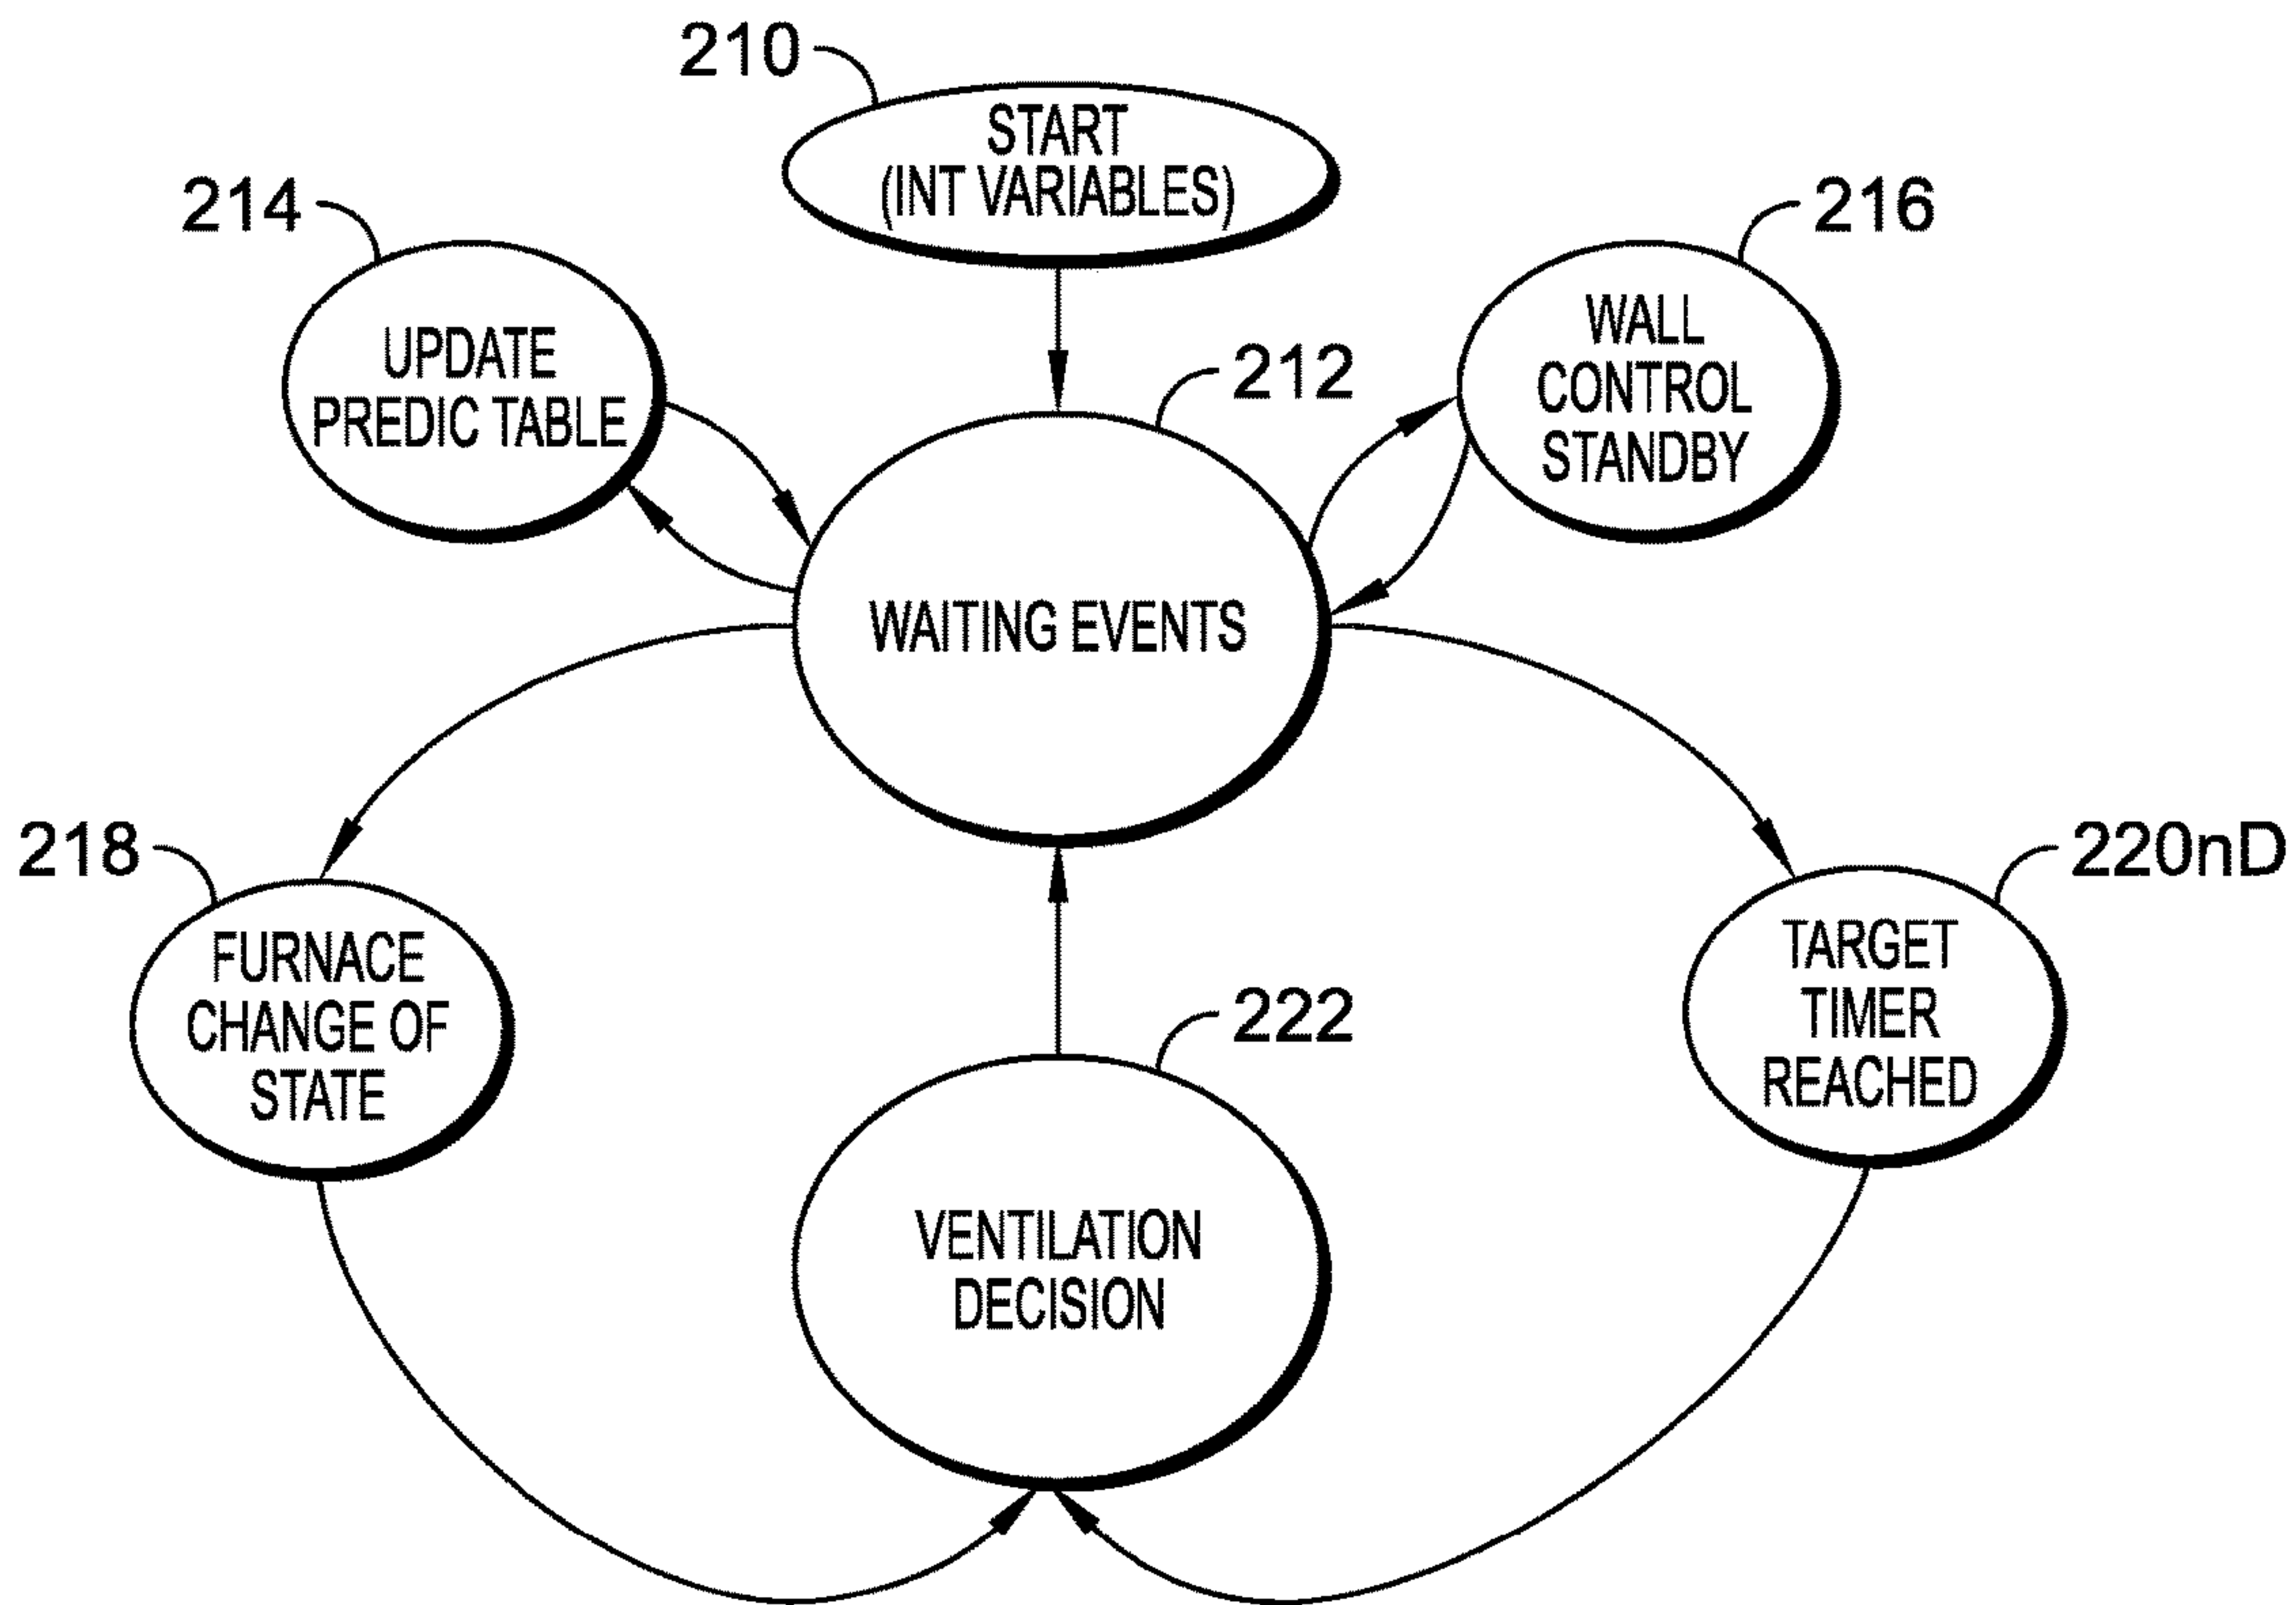 210
START
(INT VARIABLES)
214
UPDATE
PREDIC TABLE
216
WALL
CONTROL
STANDBY
212
WAITING EVENTS
218
FURNACE
CHANGE OF
STATE
220nD
TARGET
TIMER
REACHED
222
VENTILATION
DECISION